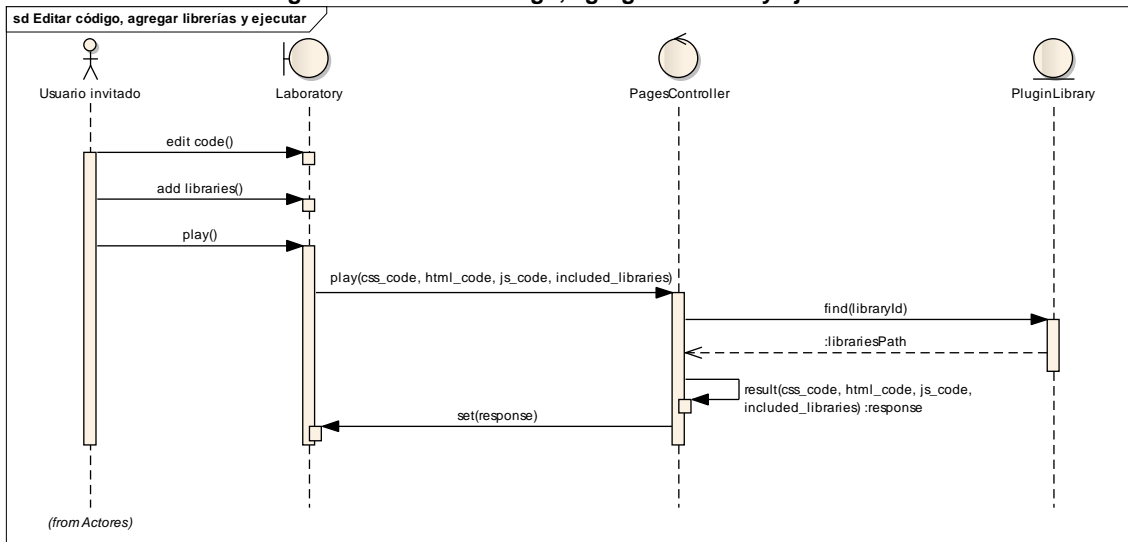 sd Editar código, agregar librerías y ejecutar
Usuario invitado
Laboratory
PagesController
PluginLibrary
edit code()
add libraries()
play()
play(css_code, html_code, js_code, included_libraries)
find(libraryId)
:librariesPath
result(css_code, html_code, js_code,
included_libraries) :response
set(response)
(from Actores)